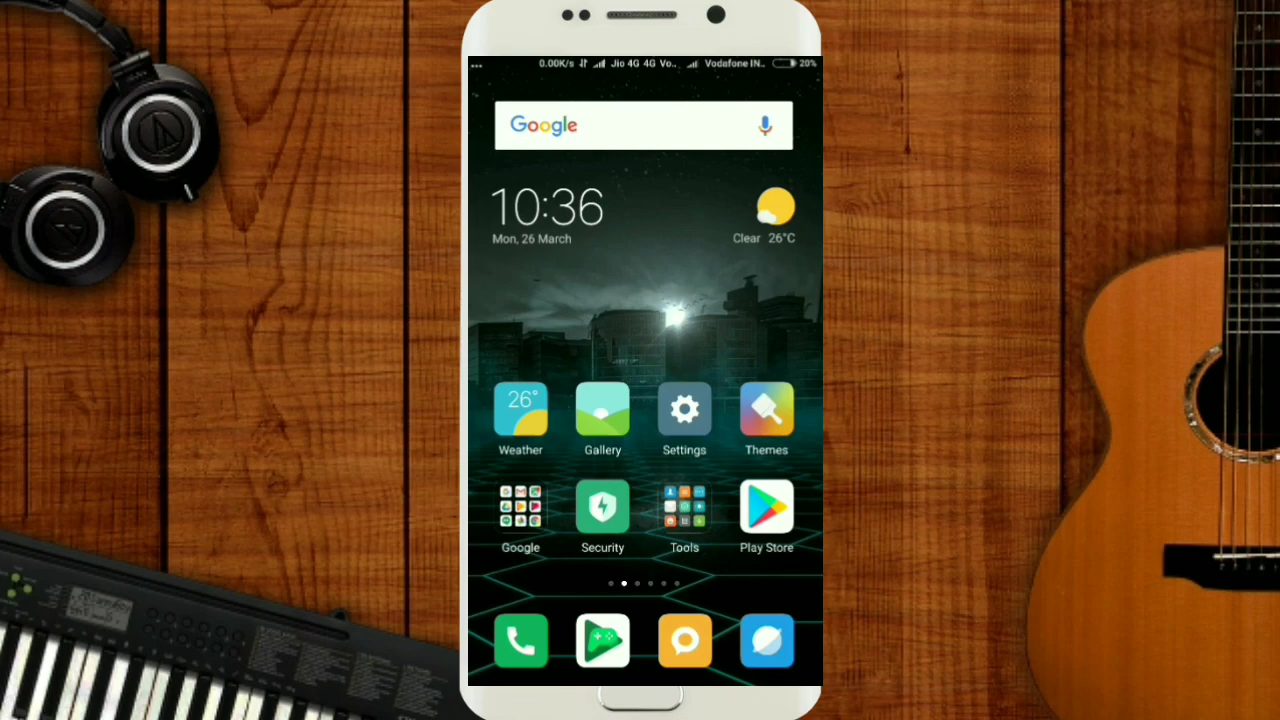 ... 0.00K/s Jio 4G 4G Vo.. Vodafone IN.. 20%
Google
10:36
Mon, 26 March
Clear 26°C
26°
Weather Gallery Settings Themes
Google Security Tools Play Store